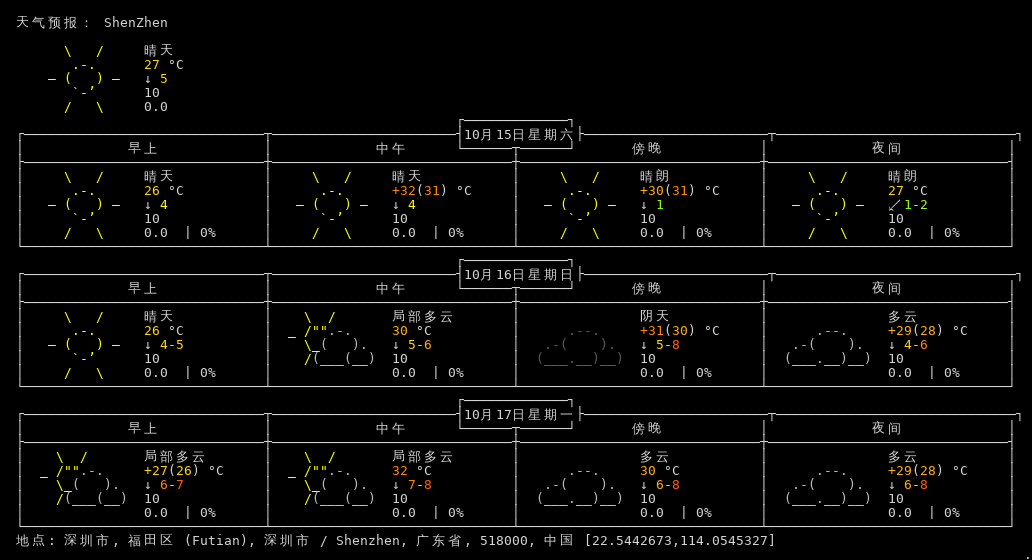 天气预报： ShenZhen
晴天
27 °C
↓ 5
10
0.0
10月15日星期六
早上 中午 傍晚 夜间
晴天 晴天 晴朗 晴朗
26 °C +32(31) °C +30(31) °C 27 °C
↓ 4 ↓ 4 ↓ 1 ↙ 1-2
10 10 10 10
0.0 | 0% 0.0 | 0% 0.0 | 0% 0.0 | 0%
10月16日星期日
早上 中午 傍晚 夜间
晴天 局部多云 阴天 多云
26 °C 30 °C +31(30) °C +29(28) °C
↓ 4-5 ↓ 5-6 ↓ 5-8 ↓ 4-6
10 10 10 10
0.0 | 0% 0.0 | 0% 0.0 | 0% 0.0 | 0%
10月17日星期一
早上 中午 傍晚 夜间
局部多云 局部多云 多云 多云
+27(26) °C 32 °C 30 °C +29(28) °C
↓ 6-7 ↓ 7-8 ↓ 6-8 ↓ 6-8
10 10 10 10
0.0 | 0% 0.0 | 0% 0.0 | 0% 0.0 | 0%
地点: 深圳市, 福田区 (Futian), 深圳市 / Shenzhen, 广东省, 518000, 中国 [22.5442673,114.0545327]